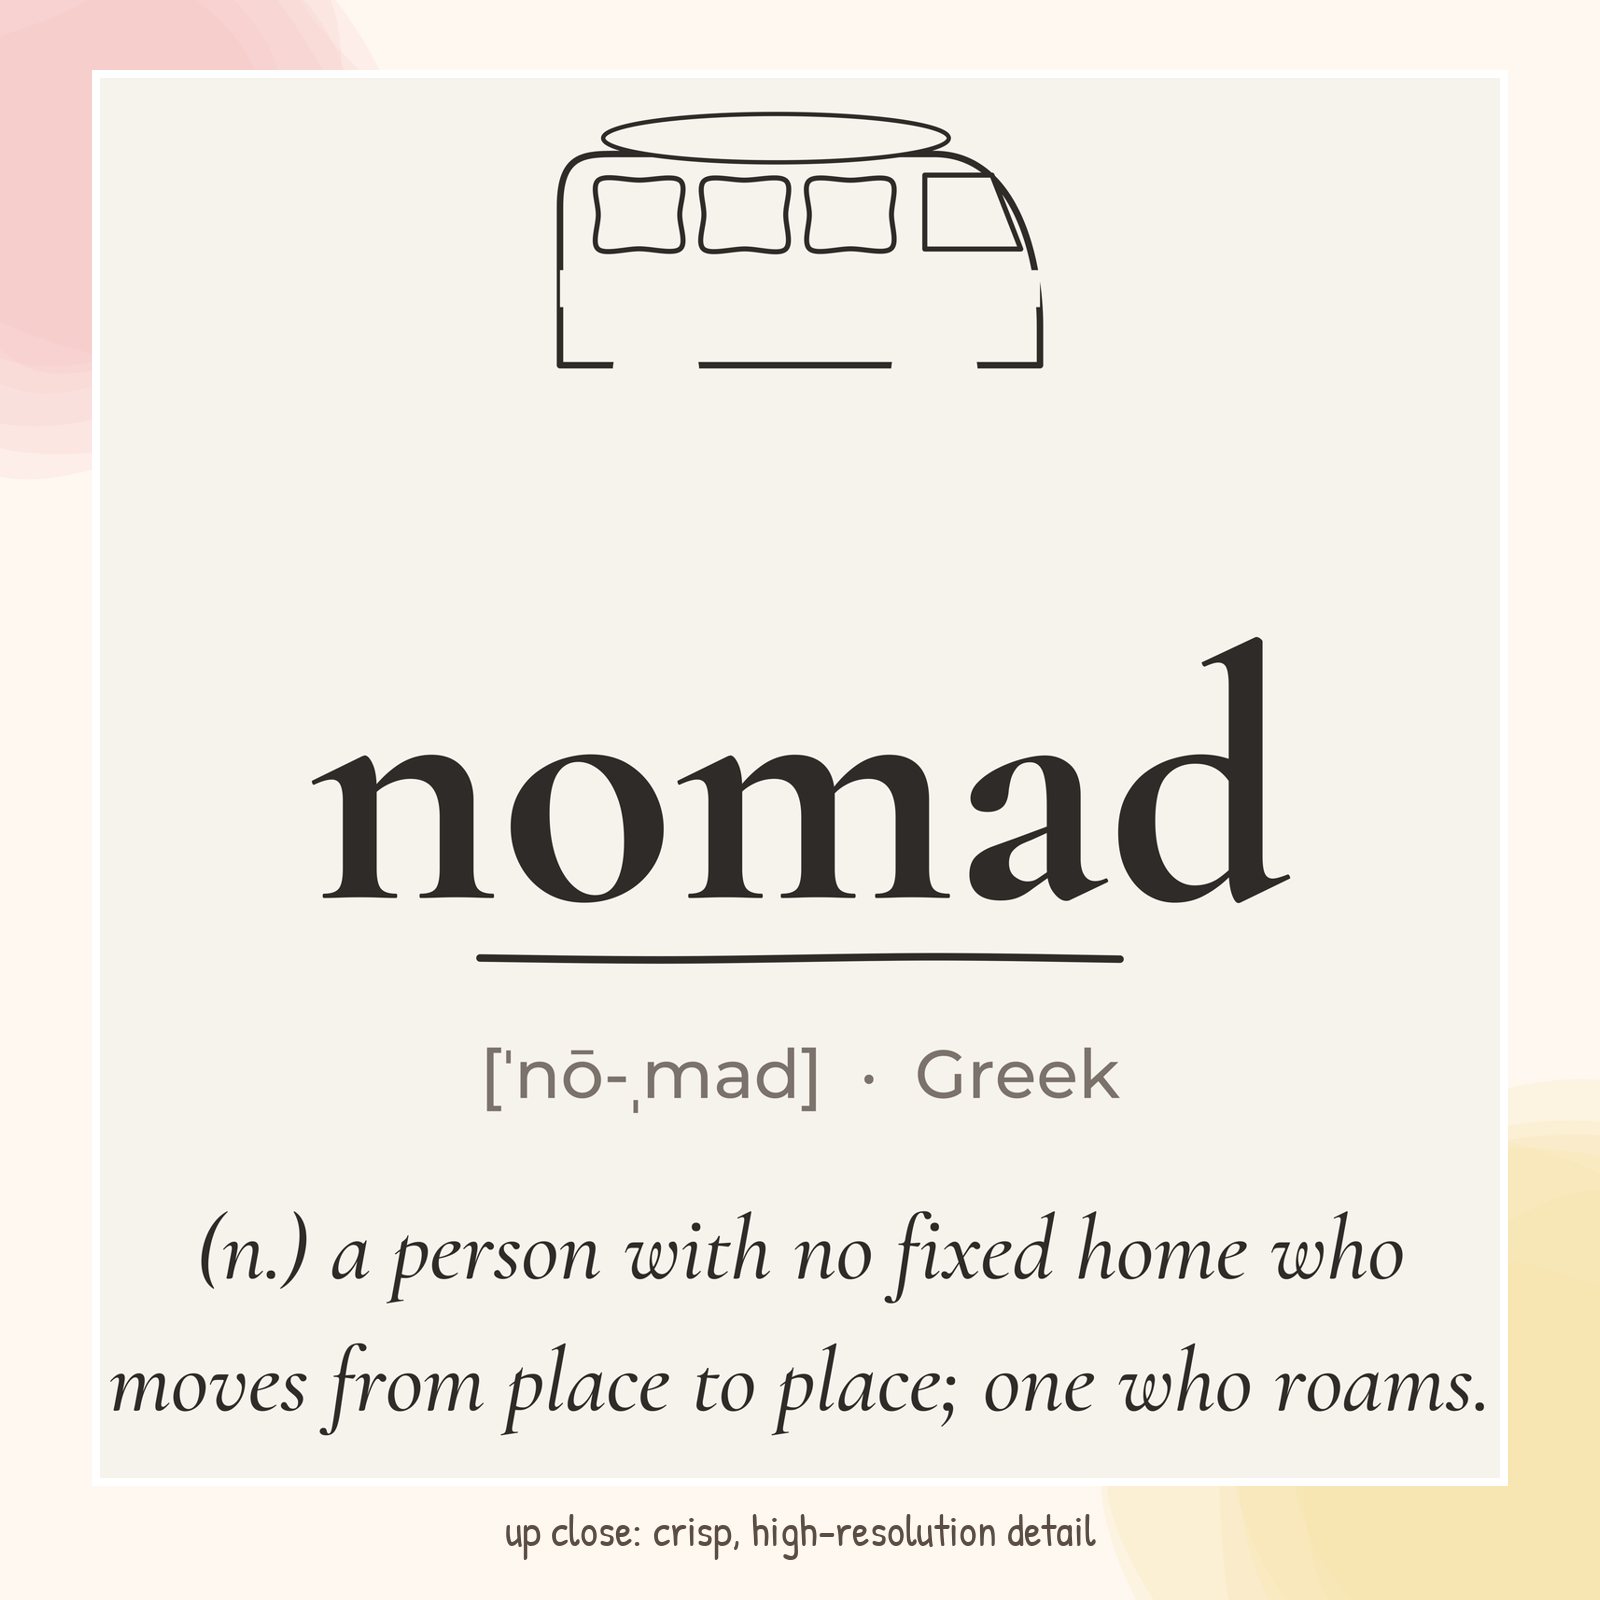 nomad
[ˈnō-ˌmad] · Greek
(n.) a person with no fixed home who
moves from place to place; one who roams.
up close: crisp, high-resolution detail